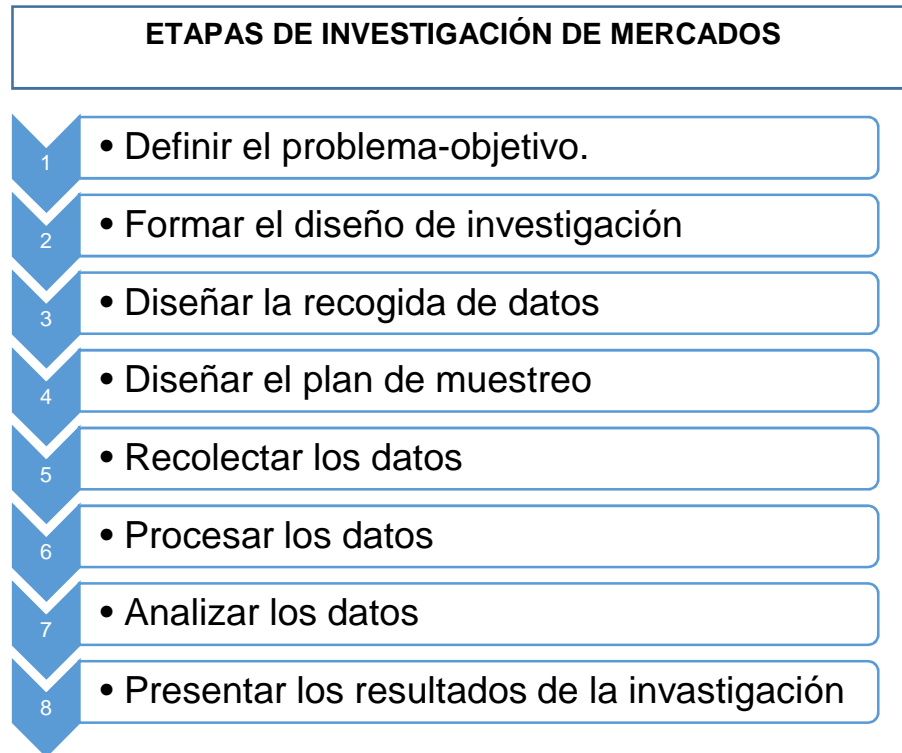 ETAPAS DE INVESTIGACIÓN DE MERCADOS
1 • Definir el problema-objetivo.
2 • Formar el diseño de investigación
3 • Diseñar la recogida de datos
4 • Diseñar el plan de muestreo
5 • Recolectar los datos
6 • Procesar los datos
7 • Analizar los datos
8 • Presentar los resultados de la invastigación